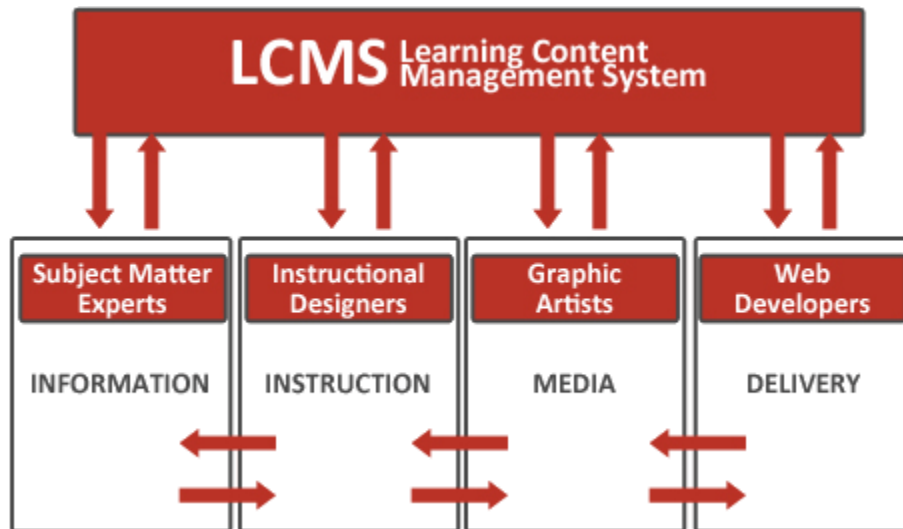 LCMS Learning Content
Management System
Subject Matter
Experts
Instructional
Designers
Graphic
Artists
Web
Developers
INFORMATION
INSTRUCTION
MEDIA
DELIVERY